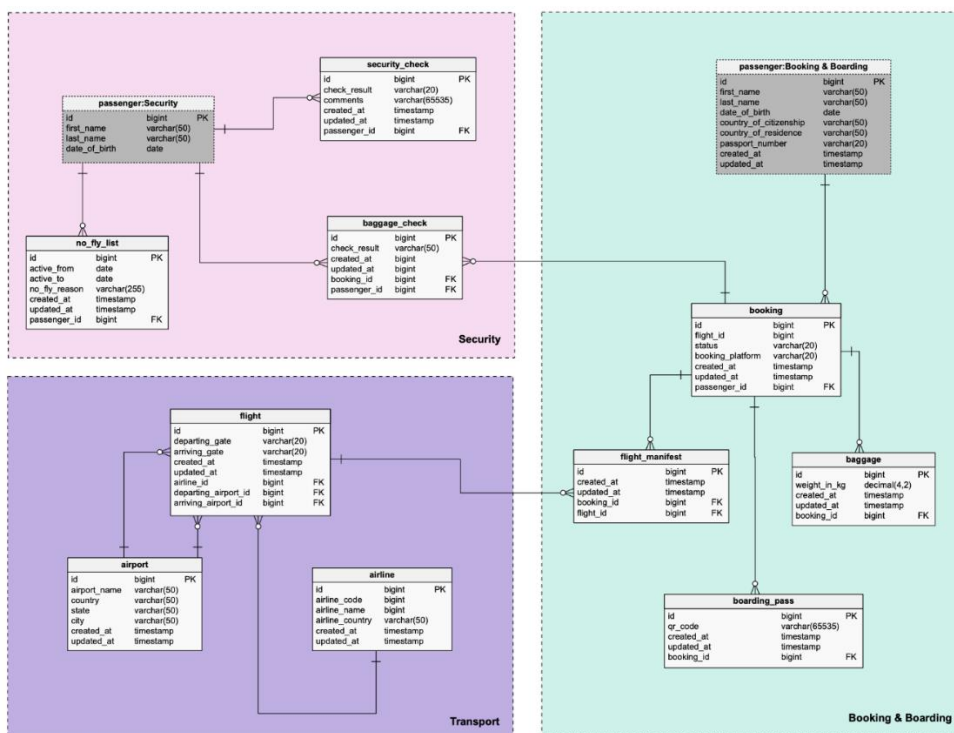 security_check
id bigint PK
check_result varchar(20)
comments varchar(65535)
created_at timestamp
updated_at timestamp
passenger_id bigint FK
passenger:Security
id bigint PK
first_name varchar(50)
last_name varchar(50)
date_of_birth date
baggage_check
id bigint PK
check_result varchar(50)
created_at bigint
updated_at bigint
booking_id bigint FK
passenger_id bigint FK
no_fly_list
id bigint PK
active_from date
active_to date
no_fly_reason varchar(255)
created_at timestamp
updated_at timestamp
passenger_id bigint FK
Security
passenger:Booking & Boarding
id bigint PK
first_name varchar(50)
last_name varchar(50)
date_of_birth date
country_of_citizenship varchar(50)
country_of_residence varchar(50)
passport_number varchar(20)
created_at timestamp
updated_at timestamp
booking
id bigint PK
flight_id bigint
status varchar(20)
booking_platform varchar(20)
created_at timestamp
updated_at timestamp
passenger_id bigint FK
flight_manifest
id bigint PK
created_at timestamp
updated_at timestamp
booking_id bigint FK
flight_id bigint FK
baggage
id bigint PK
weight_in_kg decimal(4,2)
created_at timestamp
updated_at timestamp
booking_id bigint FK
boarding_pass
id bigint PK
qr_code varchar(65535)
created_at timestamp
updated_at timestamp
booking_id bigint FK
Booking & Boarding
flight
id bigint PK
departing_gate varchar(20)
arriving_gate varchar(20)
created_at timestamp
updated_at timestamp
airline_id bigint FK
departing_airport_id bigint FK
arriving_airport_id bigint FK
airport
id bigint PK
airport_name varchar(50)
country varchar(50)
state varchar(50)
city varchar(50)
created_at timestamp
updated_at timestamp
airline
id bigint PK
airline_code bigint
airline_name bigint
airline_country varchar(50)
created_at timestamp
updated_at timestamp
Transport